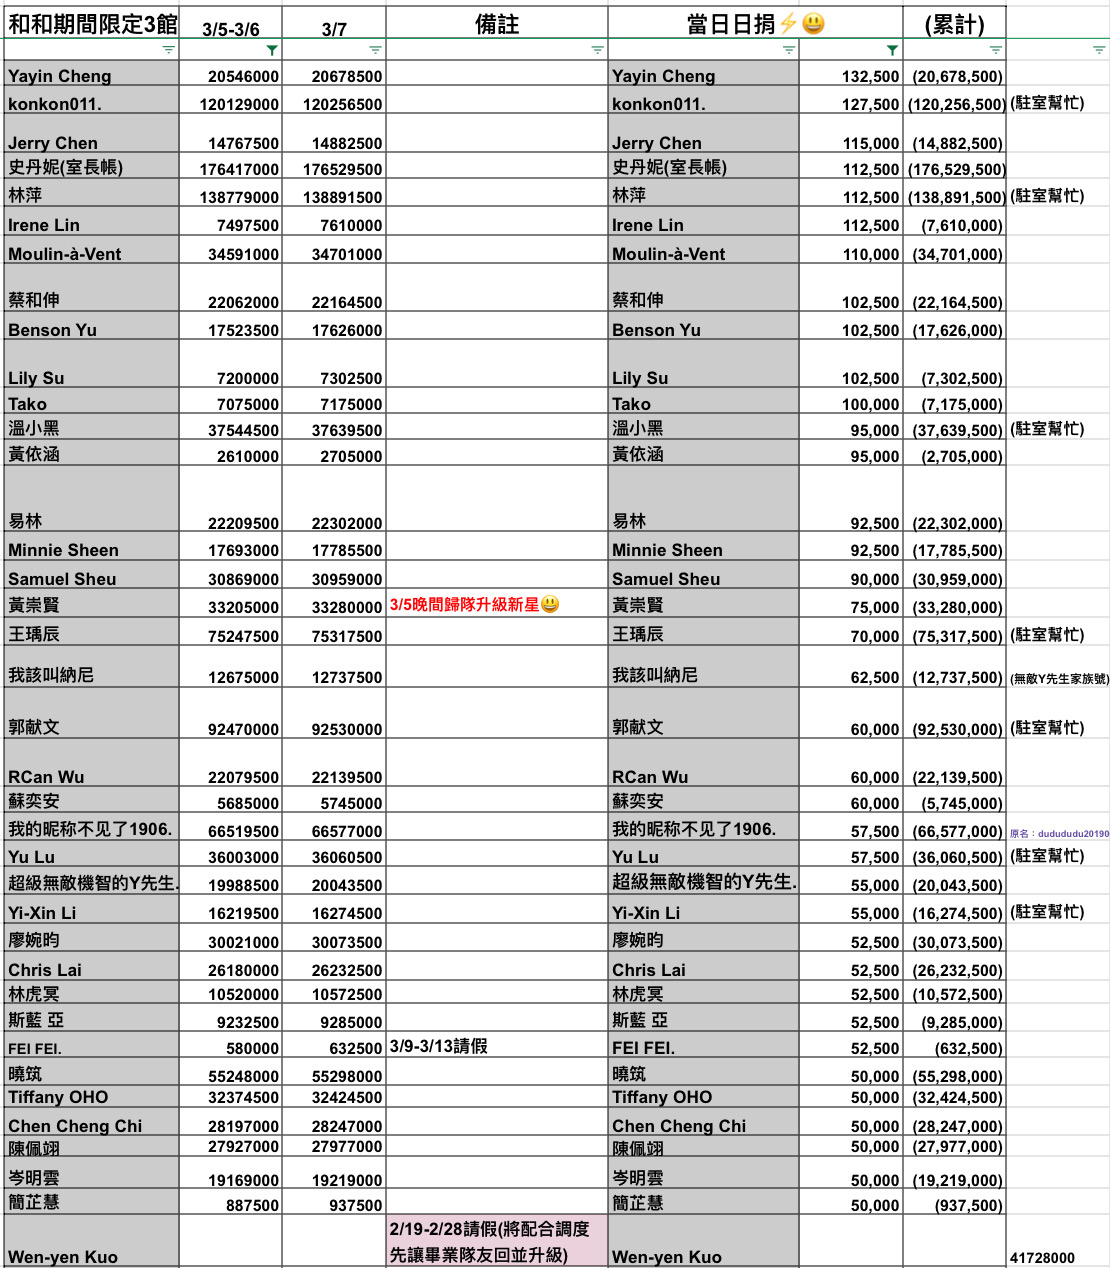 和和期間限定3館 3/5-3/6 3/7 備註 當日日捐⚡😃 (累計)
Yayin Cheng 20546000 20678500 Yayin Cheng 132,500 (20,678,500)
konkon011. 120129000 120256500 konkon011. 127,500 (120,256,500) (駐室幫忙)
Jerry Chen 14767500 14882500 Jerry Chen 115,000 (14,882,500)
史丹妮(室長帳) 176417000 176529500 史丹妮(室長帳) 112,500 (176,529,500)
林萍 138779000 138891500 林萍 112,500 (138,891,500) (駐室幫忙)
Irene Lin 7497500 7610000 Irene Lin 112,500 (7,610,000)
Moulin-à-Vent 34591000 34701000 Moulin-à-Vent 110,000 (34,701,000)
蔡和伸 22062000 22164500 蔡和伸 102,500 (22,164,500)
Benson Yu 17523500 17626000 Benson Yu 102,500 (17,626,000)
Lily Su 7200000 7302500 Lily Su 102,500 (7,302,500)
Tako 7075000 7175000 Tako 100,000 (7,175,000)
溫小黑 37544500 37639500 溫小黑 95,000 (37,639,500) (駐室幫忙)
黃依涵 2610000 2705000 黃依涵 95,000 (2,705,000)
易林 22209500 22302000 易林 92,500 (22,302,000)
Minnie Sheen 17693000 17785500 Minnie Sheen 92,500 (17,785,500)
Samuel Sheu 30869000 30959000 Samuel Sheu 90,000 (30,959,000)
黃崇賢 33205000 33280000 3/5晚間歸隊升級新星😃 黃崇賢 75,000 (33,280,000)
王瑀辰 75247500 75317500 王瑀辰 70,000 (75,317,500) (駐室幫忙)
我該叫納尼 12675000 12737500 我該叫納尼 62,500 (12,737,500) (無敵Y先生家族號)
郭献文 92470000 92530000 郭献文 60,000 (92,530,000) (駐室幫忙)
RCan Wu 22079500 22139500 RCan Wu 60,000 (22,139,500)
蘇奕安 5685000 5745000 蘇奕安 60,000 (5,745,000)
我的昵称不见了1906. 66519500 66577000 我的昵称不见了1906. 57,500 (66,577,000) 原名：dudududu20190
Yu Lu 36003000 36060500 Yu Lu 57,500 (36,060,500) (駐室幫忙)
超級無敵機智的Y先生. 19988500 20043500 超級無敵機智的Y先生. 55,000 (20,043,500)
Yi-Xin Li 16219500 16274500 Yi-Xin Li 55,000 (16,274,500) (駐室幫忙)
廖婉昀 30021000 30073500 廖婉昀 52,500 (30,073,500)
Chris Lai 26180000 26232500 Chris Lai 52,500 (26,232,500)
林虎冥 10520000 10572500 林虎冥 52,500 (10,572,500)
斯藍 亞 9232500 9285000 斯藍 亞 52,500 (9,285,000)
FEI FEI. 580000 632500 3/9-3/13請假 FEI FEI. 52,500 (632,500)
曉筑 55248000 55298000 曉筑 50,000 (55,298,000)
Tiffany OHO 32374500 32424500 Tiffany OHO 50,000 (32,424,500)
Chen Cheng Chi 28197000 28247000 Chen Cheng Chi 50,000 (28,247,000)
陳佩翊 27927000 27977000 陳佩翊 50,000 (27,977,000)
岑明雲 19169000 19219000 岑明雲 50,000 (19,219,000)
簡芷慧 887500 937500 簡芷慧 50,000 (937,500)
2/19-2/28請假(將配合調度
先讓畢業隊友回並升級)
Wen-yen Kuo Wen-yen Kuo 41728000